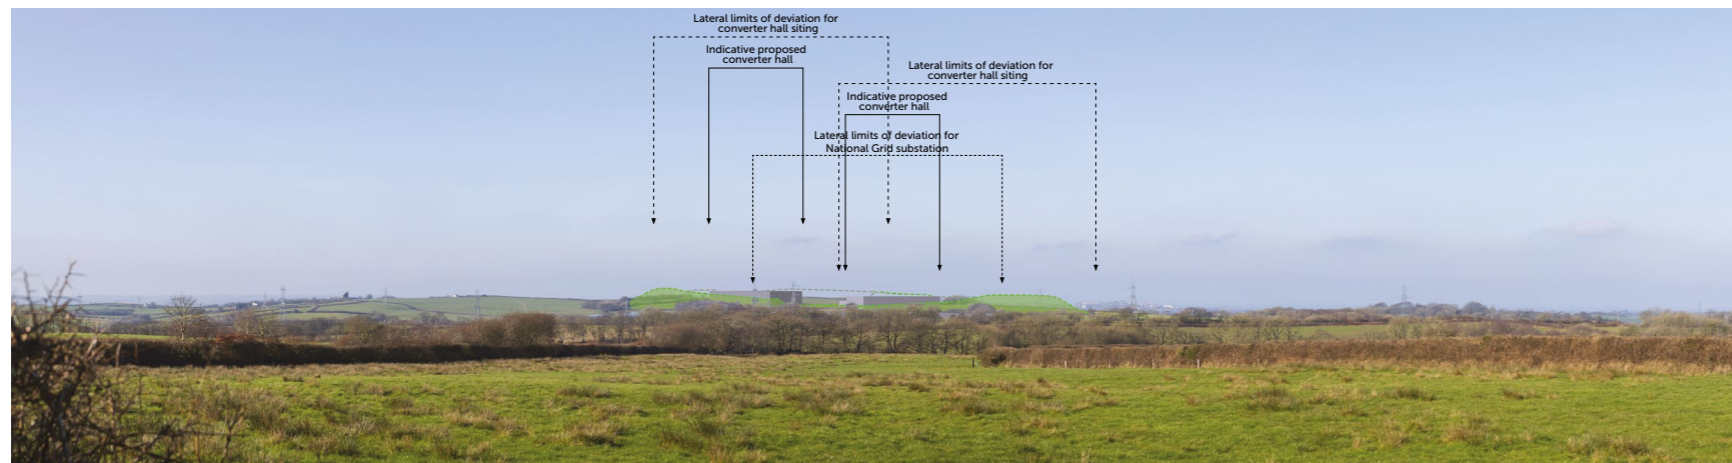 Lateral limits of deviation for
converter hall siting
Indicative proposed
converter hall
Lateral limits of deviation for
converter hall siting
Indicative proposed
converter hall
Lateral limits of deviation for
National Grid substation